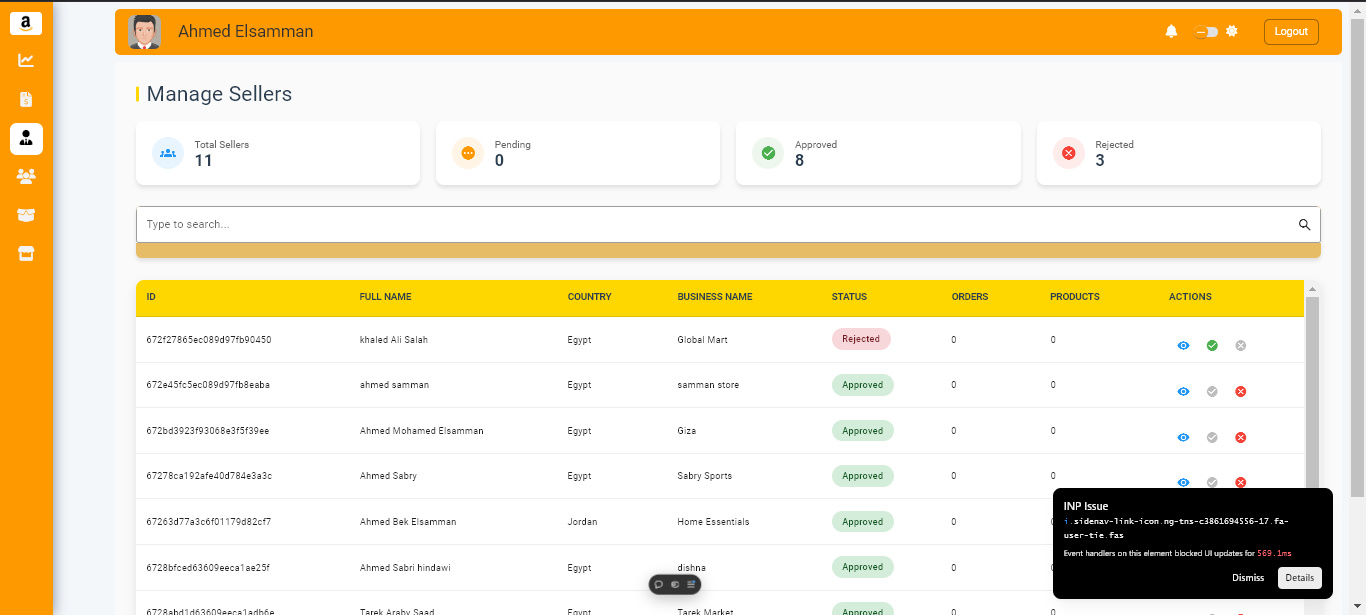 a
Ahmed Elsamman
Logout
Manage Sellers
Total Sellers
11
Pending
0
Approved
8
Rejected
3
Type to search...
ID FULL NAME COUNTRY BUSINESS NAME STATUS ORDERS PRODUCTS ACTIONS
672f27865ec089d97fb90450 khaled Ali Salah Egypt Global Mart Rejected 0 0
672e45fc5ec089d97fb8eaba ahmed samman Egypt samman store Approved 0 0
672bd3923f93068e3f5f39ee Ahmed Mohamed Elsamman Egypt Giza Approved 0 0
67278ca192afe40d784e3a3c Ahmed Sabry Egypt Sabry Sports Approved 0 0
67263d77a3c6f01179d82cf7 Ahmed Bek Elsamman Jordan Home Essentials Approved 0
6728bfced63609eeca1ae25f Ahmed Sabri hindawi Egypt dishna Approved 0
6728abd1d63609eeca1adb6e Tarek Araby Saad Egypt Tarek Market Approved 0
INP Issue
i.sidenav-link-icon.ng-tns-c3861694556-17.fa-
user-tie.fas
Event handlers on this element blocked UI updates for 569.1ms
Dismiss Details